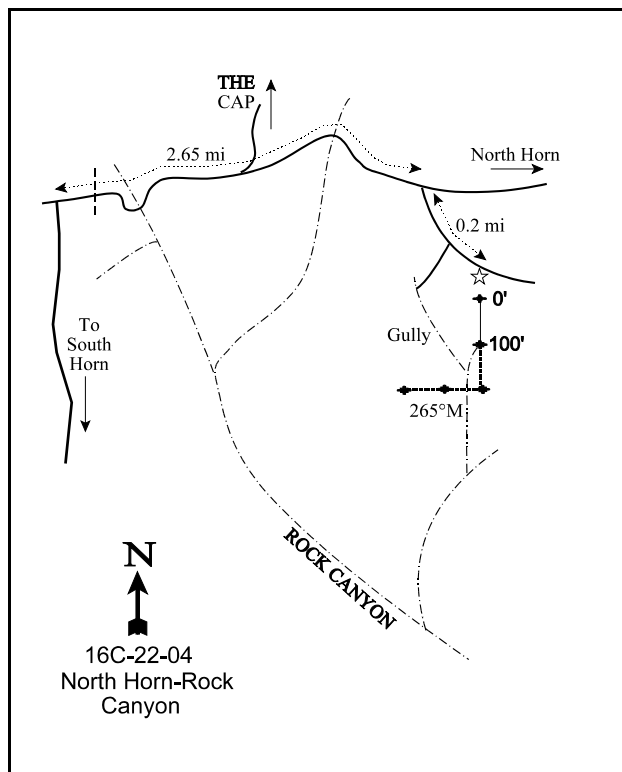 THE
CAP
2.65 mi
North Horn
0.2 mi
0'
To
South
Horn
Gully
100'
265°M
ROCK CANYON
N
16C-22-04
North Horn-Rock
Canyon